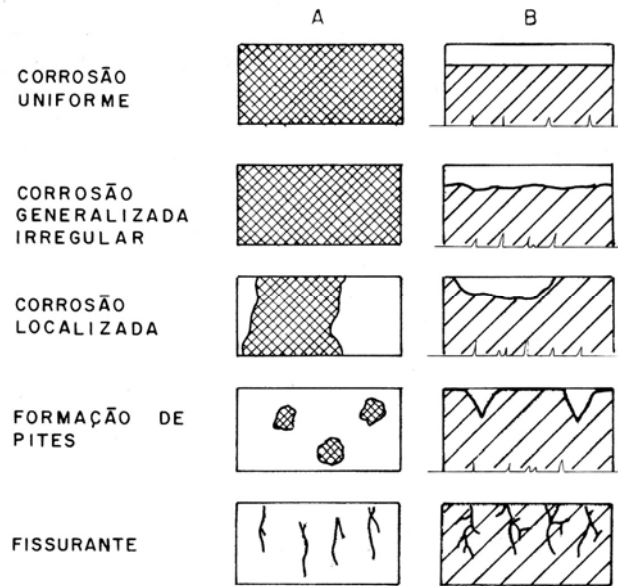 A B
CORROSÃO
UNIFORME
CORROSÃO
GENERALIZADA
IRREGULAR
CORROSÃO
LOCALIZADA
FORMAÇÃO DE
PITES
FISSURANTE